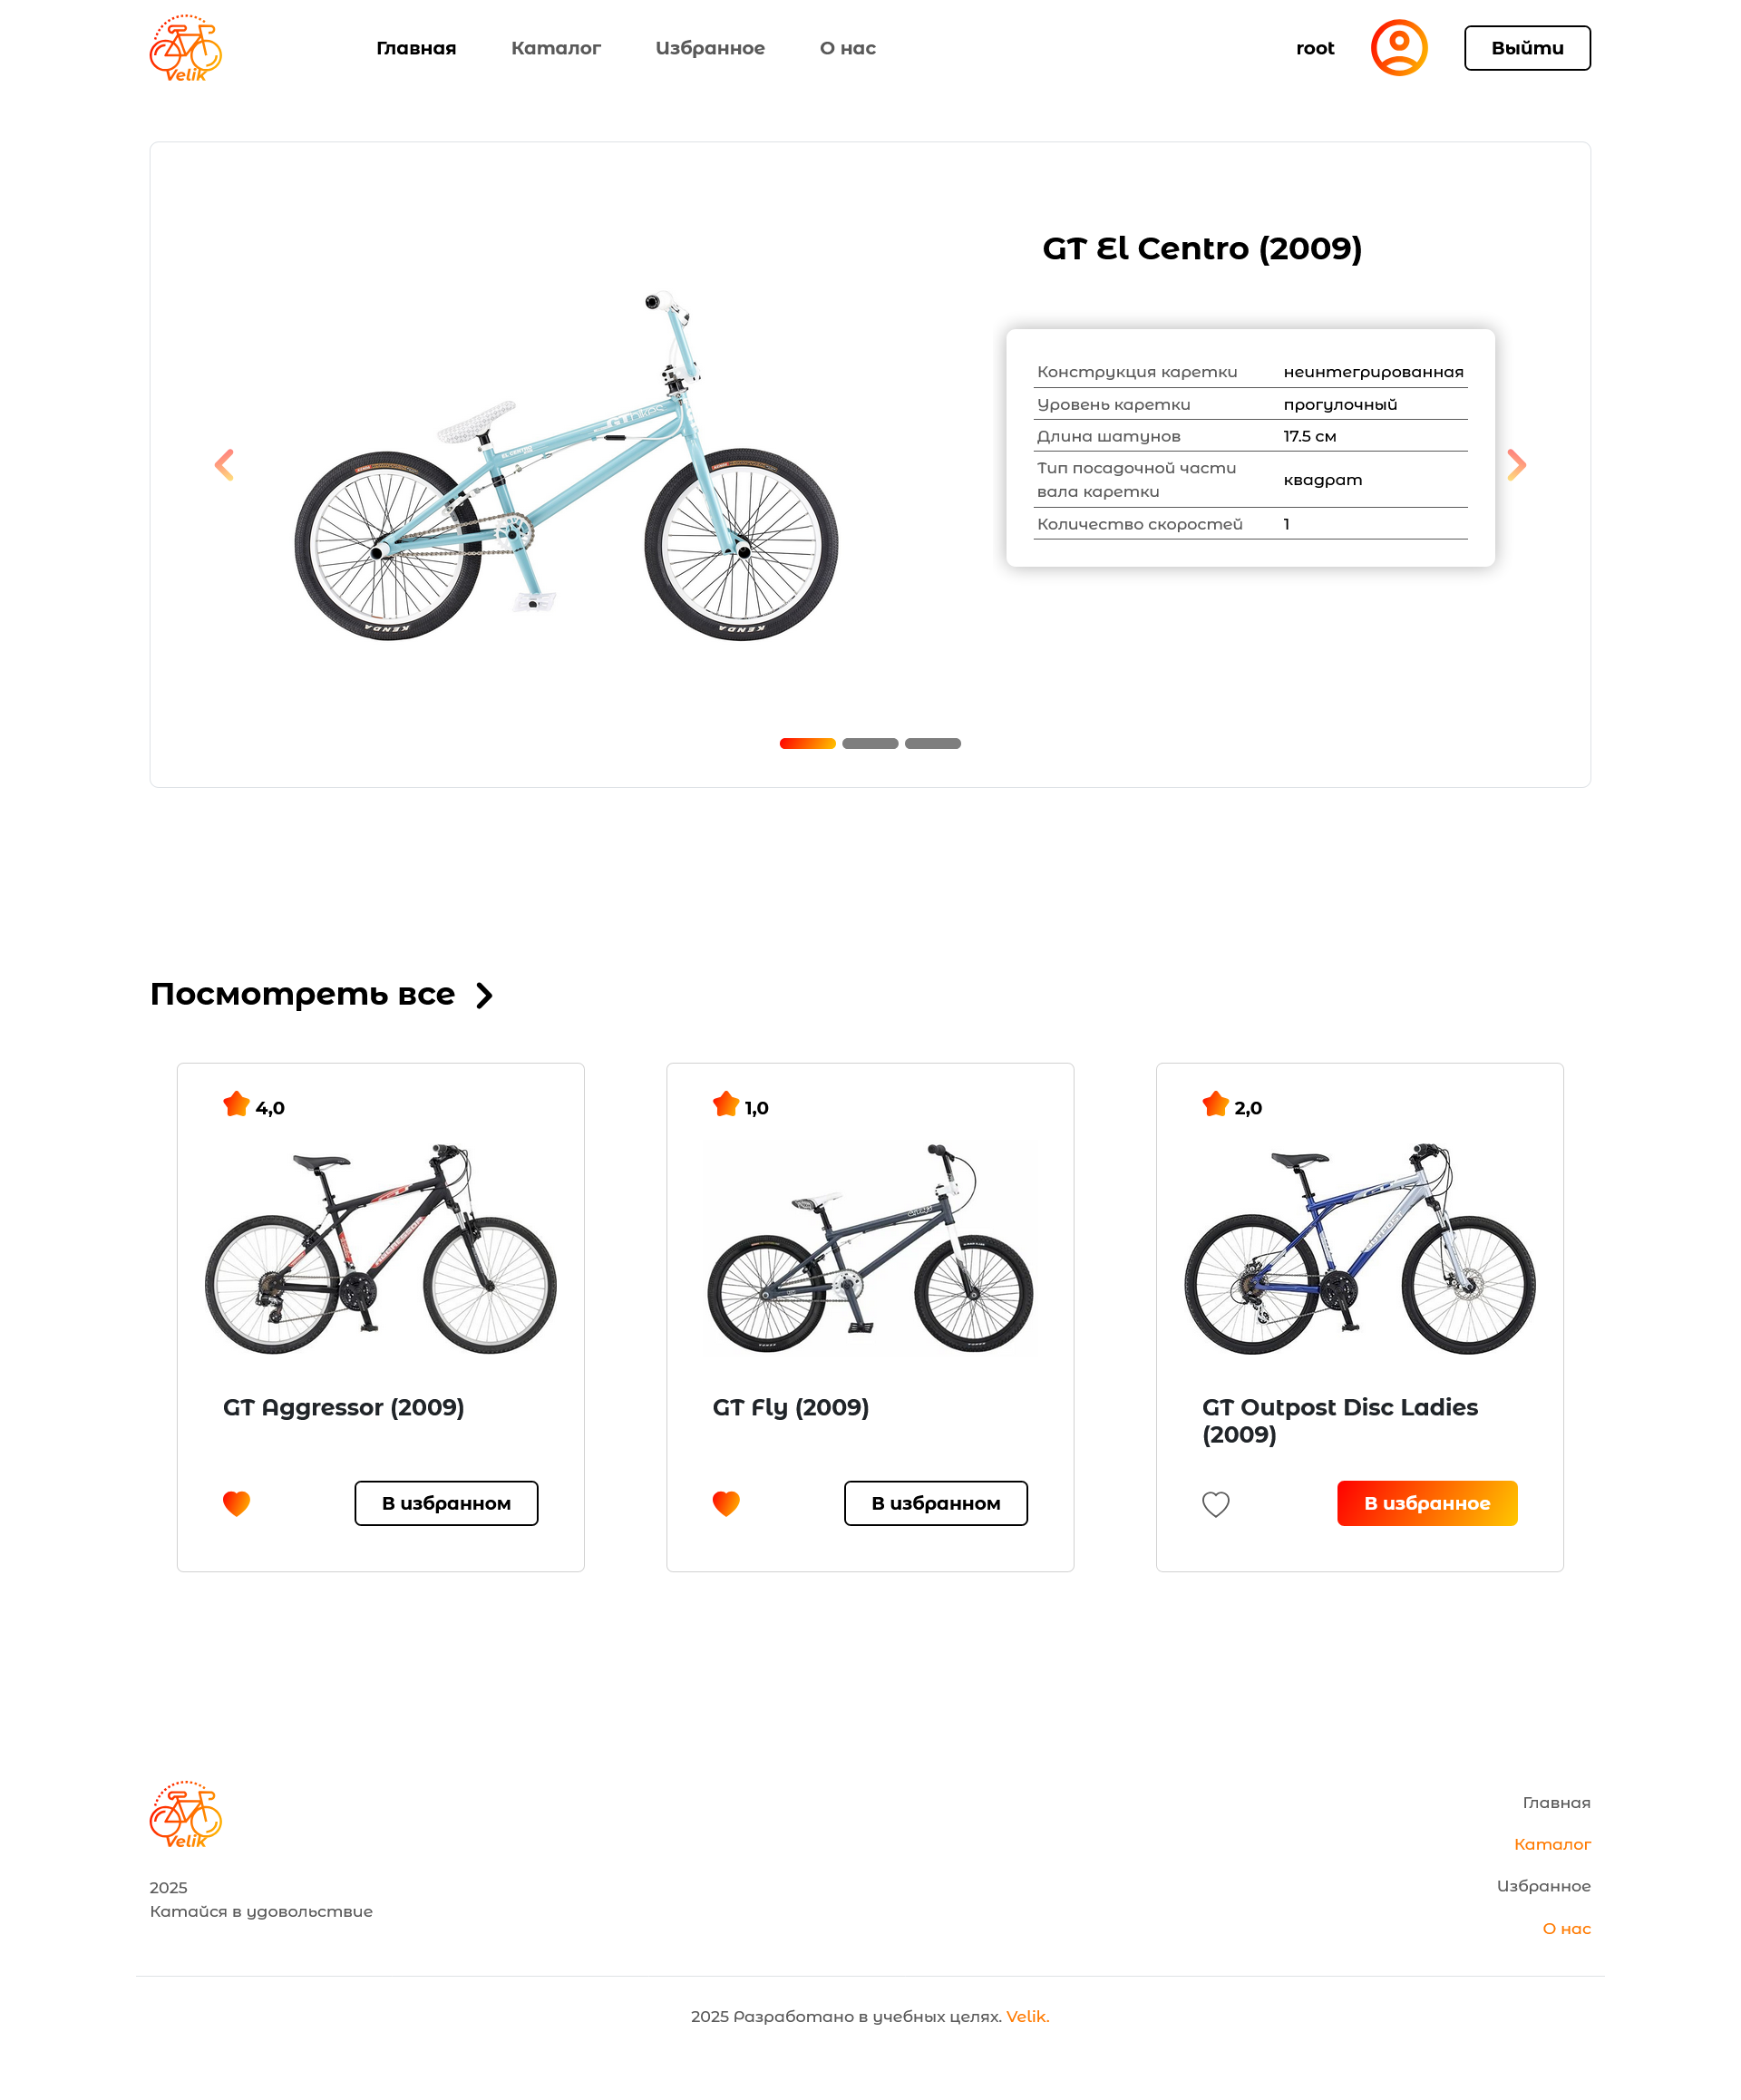 Velik
Главная
Каталог
Избранное
О нас
root
Выйти
GT El Centro (2009)
Конструкция каретки неинтегрированная
Уровень каретки прогулочный
Длина шатунов 17.5 см
Тип посадочной части
вала каретки
квадрат
Количество скоростей 1
KENDA
KENDA
Посмотреть все
4,0
1,0
2,0
GT Aggressor (2009)
GT Fly (2009)
GT Outpost Disc Ladies
(2009)
В избранном
В избранном
В избранное
Velik
2025
Катайся в удовольствие
Главная
Каталог
Избранное
О нас
2025 Разработано в учебных целях. Velik.